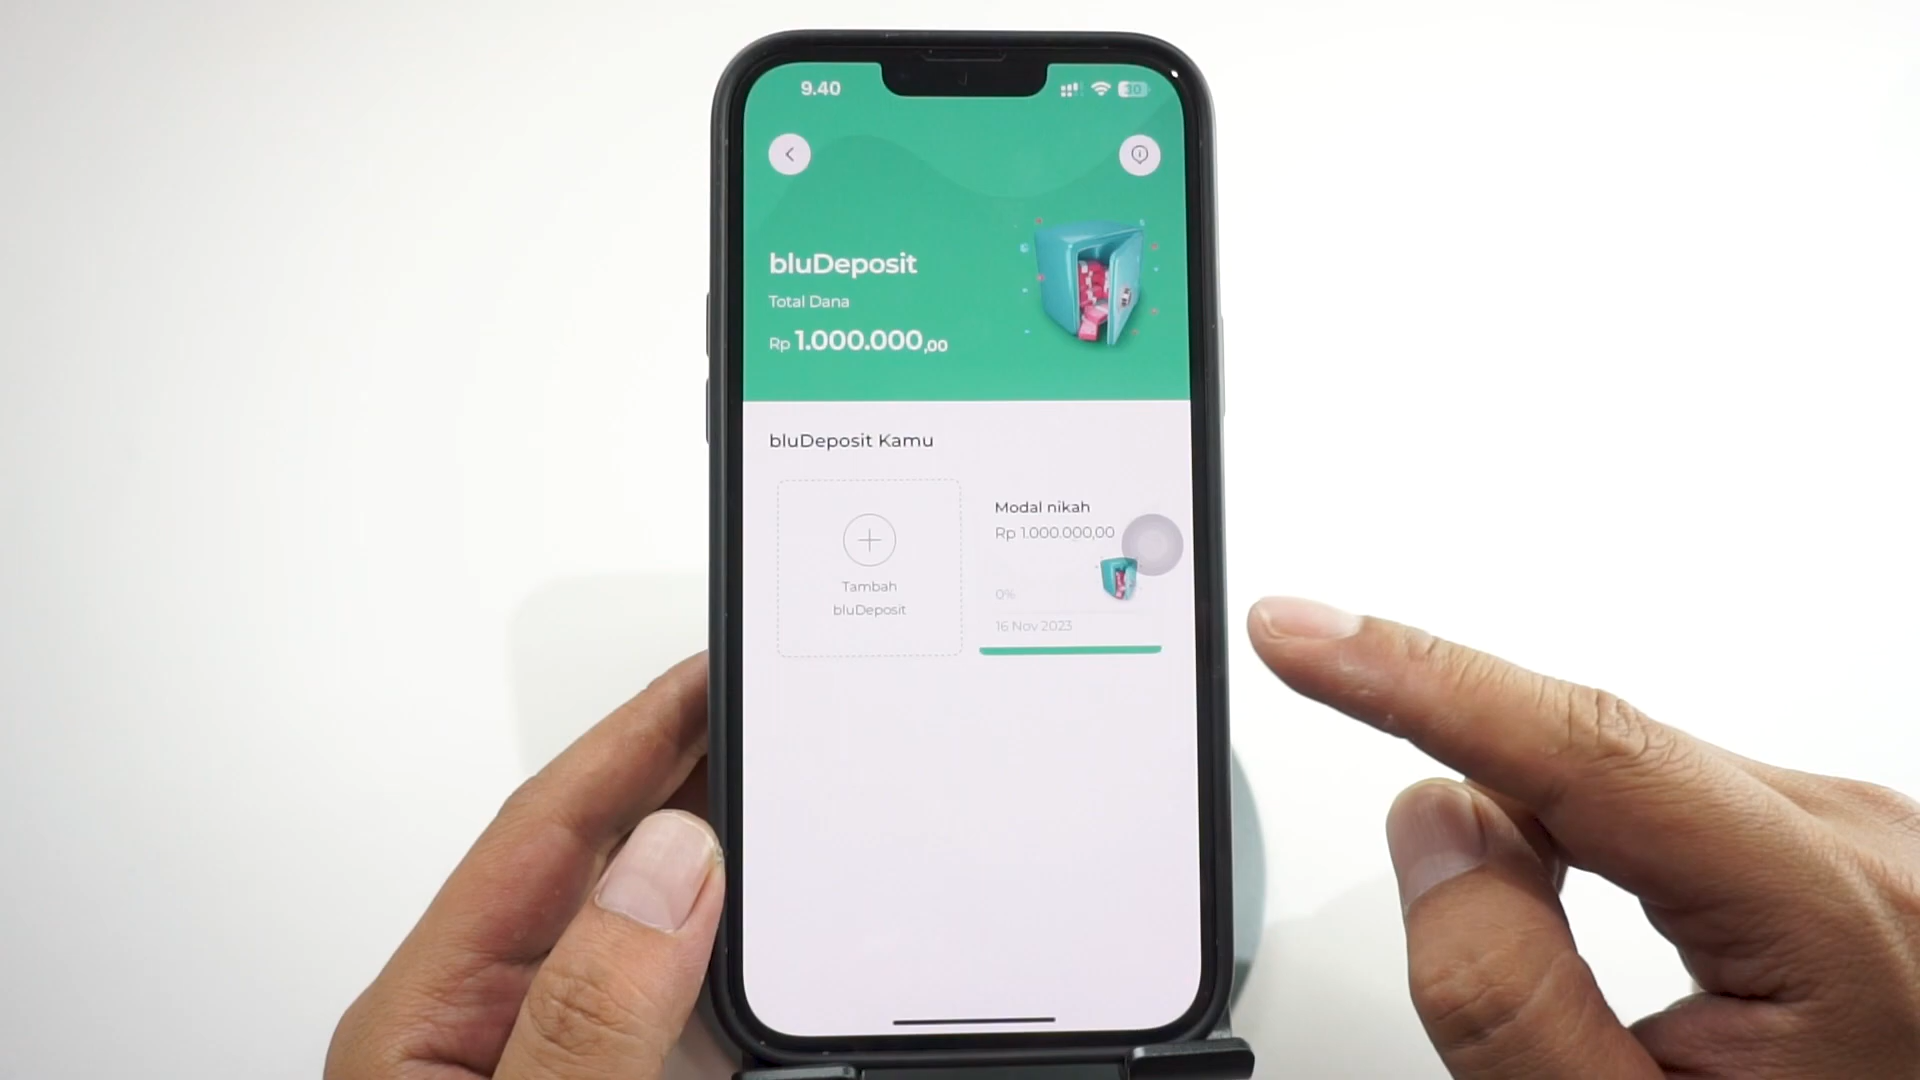 9.40
30
bluDeposit
Total Dana
Rp 1.000.000,00
bluDeposit Kamu
Tambah
bluDeposit
Modal nikah
Rp 1.000.000,00
0%
16 Nov 2023